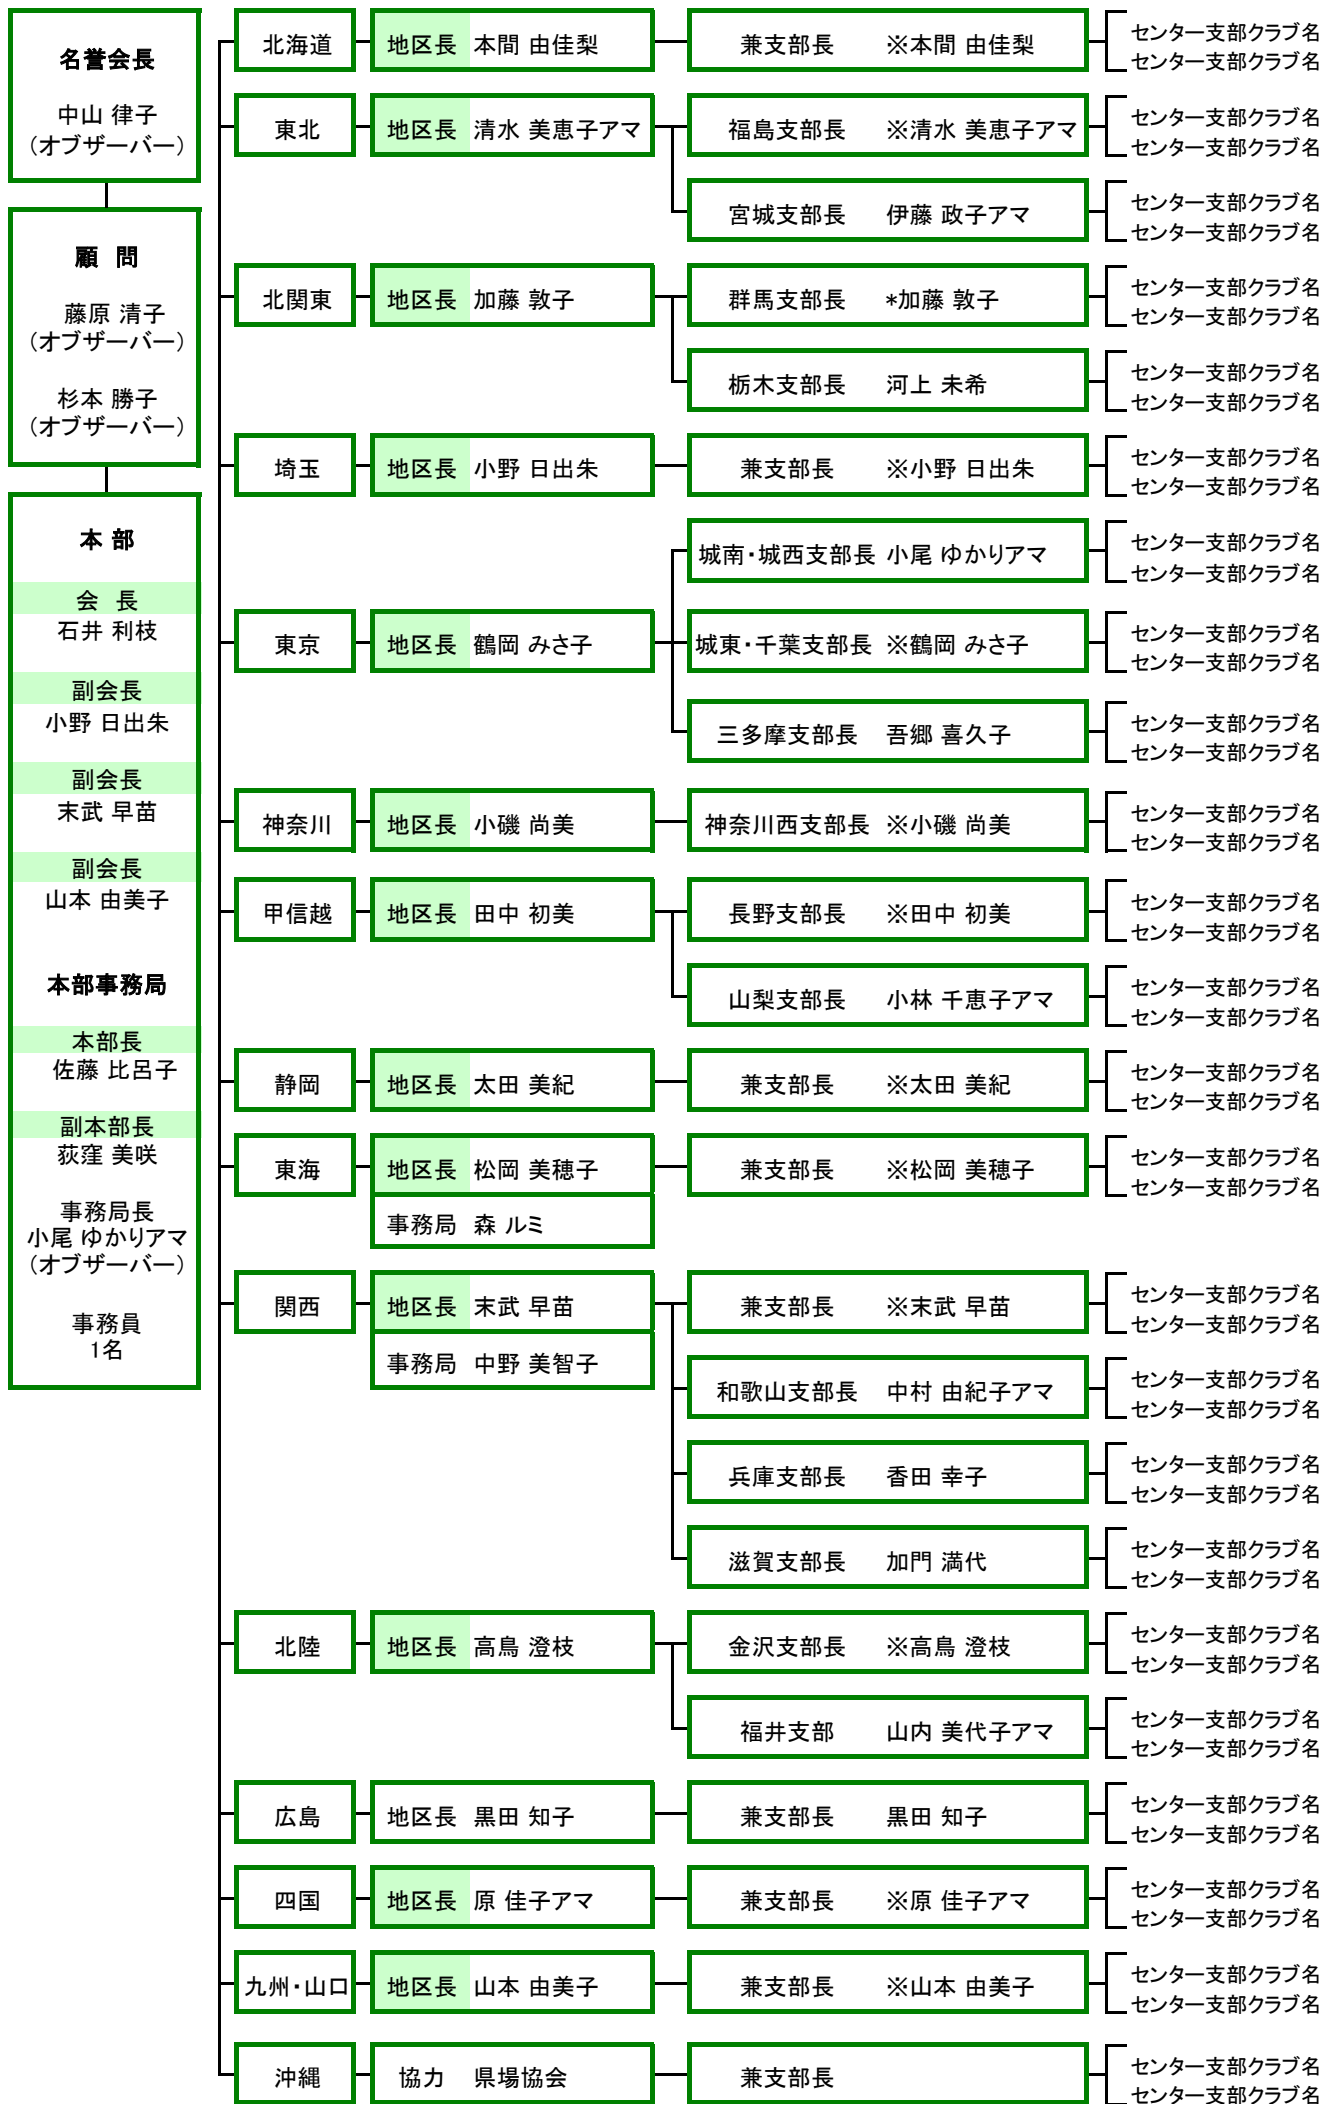 名誉会長
中山 律子
(オブザーバー)
顧 問
藤原 清子
(オブザーバー)
杉本 勝子
(オブザーバー)
本 部
会 長
石井 利枝
副会長
小野 日出朱
副会長
末武 早苗
副会長
山本 由美子
本部事務局
本部長
佐藤 比呂子
副本部長
荻窪 美咲
事務局長
小尾 ゆかりアマ
(オブザーバー)
事務員
1名
北海道 地区長 本間 由佳梨 兼支部長 ※本間 由佳梨 センター支部クラブ名
センター支部クラブ名
東北 地区長 清水 美恵子アマ 福島支部長 ※清水 美恵子アマ センター支部クラブ名
センター支部クラブ名
宮城支部長 伊藤 政子アマ センター支部クラブ名
センター支部クラブ名
北関東 地区長 加藤 敦子 群馬支部長 *加藤 敦子 センター支部クラブ名
センター支部クラブ名
栃木支部長 河上 未希 センター支部クラブ名
センター支部クラブ名
埼玉 地区長 小野 日出朱 兼支部長 ※小野 日出朱 センター支部クラブ名
センター支部クラブ名
城南・城西支部長 小尾 ゆかりアマ センター支部クラブ名
センター支部クラブ名
東京 地区長 鶴岡 みさ子 城東・千葉支部長 ※鶴岡 みさ子 センター支部クラブ名
センター支部クラブ名
三多摩支部長 吾郷 喜久子 センター支部クラブ名
センター支部クラブ名
神奈川 地区長 小磯 尚美 神奈川西支部長 ※小磯 尚美 センター支部クラブ名
センター支部クラブ名
甲信越 地区長 田中 初美 長野支部長 ※田中 初美 センター支部クラブ名
センター支部クラブ名
山梨支部長 小林 千恵子アマ センター支部クラブ名
センター支部クラブ名
静岡 地区長 太田 美紀 兼支部長 ※太田 美紀 センター支部クラブ名
センター支部クラブ名
東海 地区長 松岡 美穂子 兼支部長 ※松岡 美穂子 センター支部クラブ名
センター支部クラブ名
事務局 森 ルミ
関西 地区長 末武 早苗 兼支部長 ※末武 早苗 センター支部クラブ名
センター支部クラブ名
事務局 中野 美智子
和歌山支部長 中村 由紀子アマ センター支部クラブ名
センター支部クラブ名
兵庫支部長 香田 幸子 センター支部クラブ名
センター支部クラブ名
滋賀支部長 加門 満代 センター支部クラブ名
センター支部クラブ名
北陸 地区長 高鳥 澄枝 金沢支部長 ※高鳥 澄枝 センター支部クラブ名
センター支部クラブ名
福井支部 山内 美代子アマ センター支部クラブ名
センター支部クラブ名
広島 地区長 黒田 知子 兼支部長 黒田 知子 センター支部クラブ名
センター支部クラブ名
四国 地区長 原 佳子アマ 兼支部長 ※原 佳子アマ センター支部クラブ名
センター支部クラブ名
九州・山口 地区長 山本 由美子 兼支部長 ※山本 由美子 センター支部クラブ名
センター支部クラブ名
沖縄 協力 県場協会 兼支部長 センター支部クラブ名
センター支部クラブ名